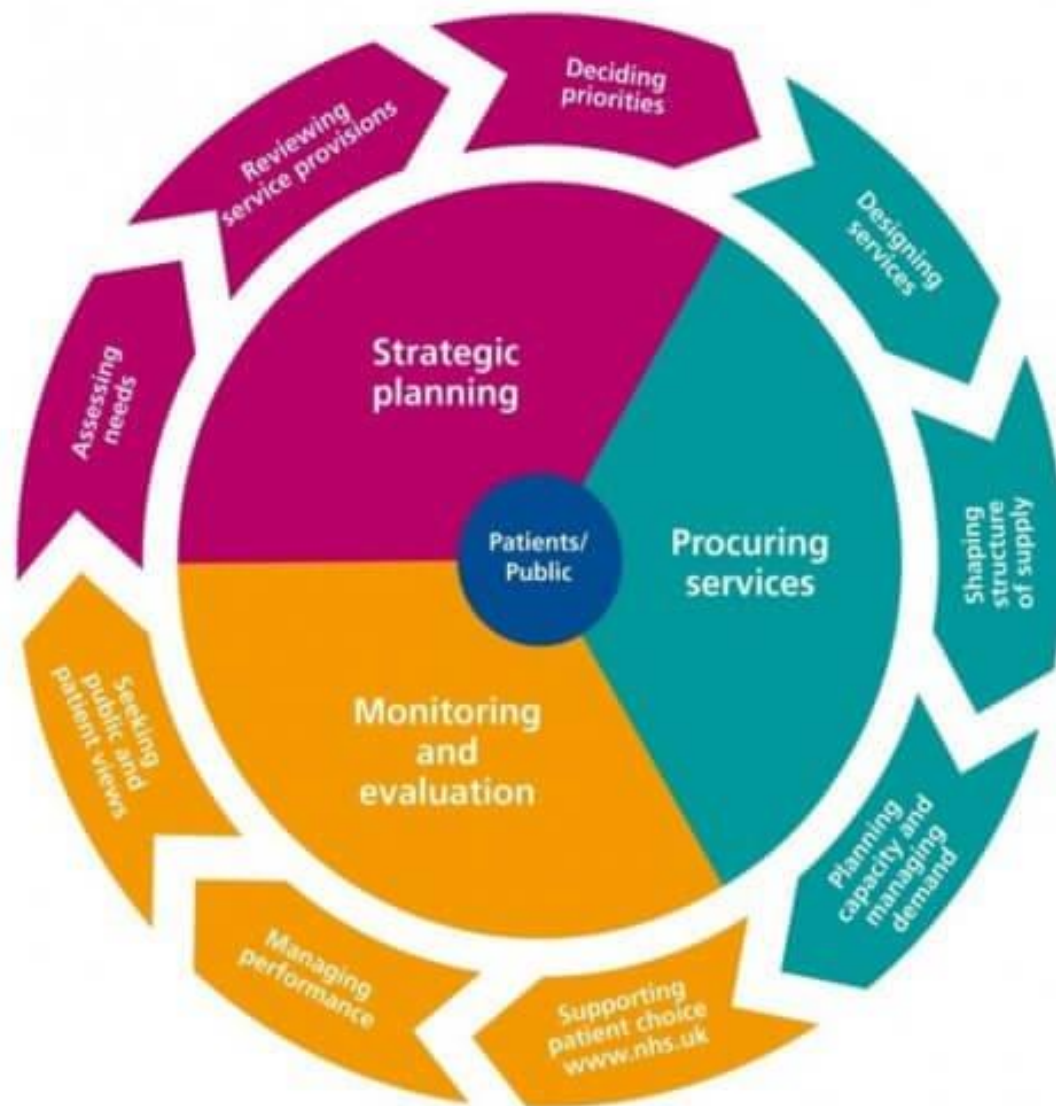 Deciding
priorities
Designing
services
Shaping
structure
of supply
Planning
capacity and
managing
demand
Supporting
patient choice
www.nhs.uk
Managing
performance
Seeking
public and
patient views
Assessing
needs
Reviewing
service provisions
Strategic
planning
Procuring
services
Monitoring
and
evaluation
Patients/
Public